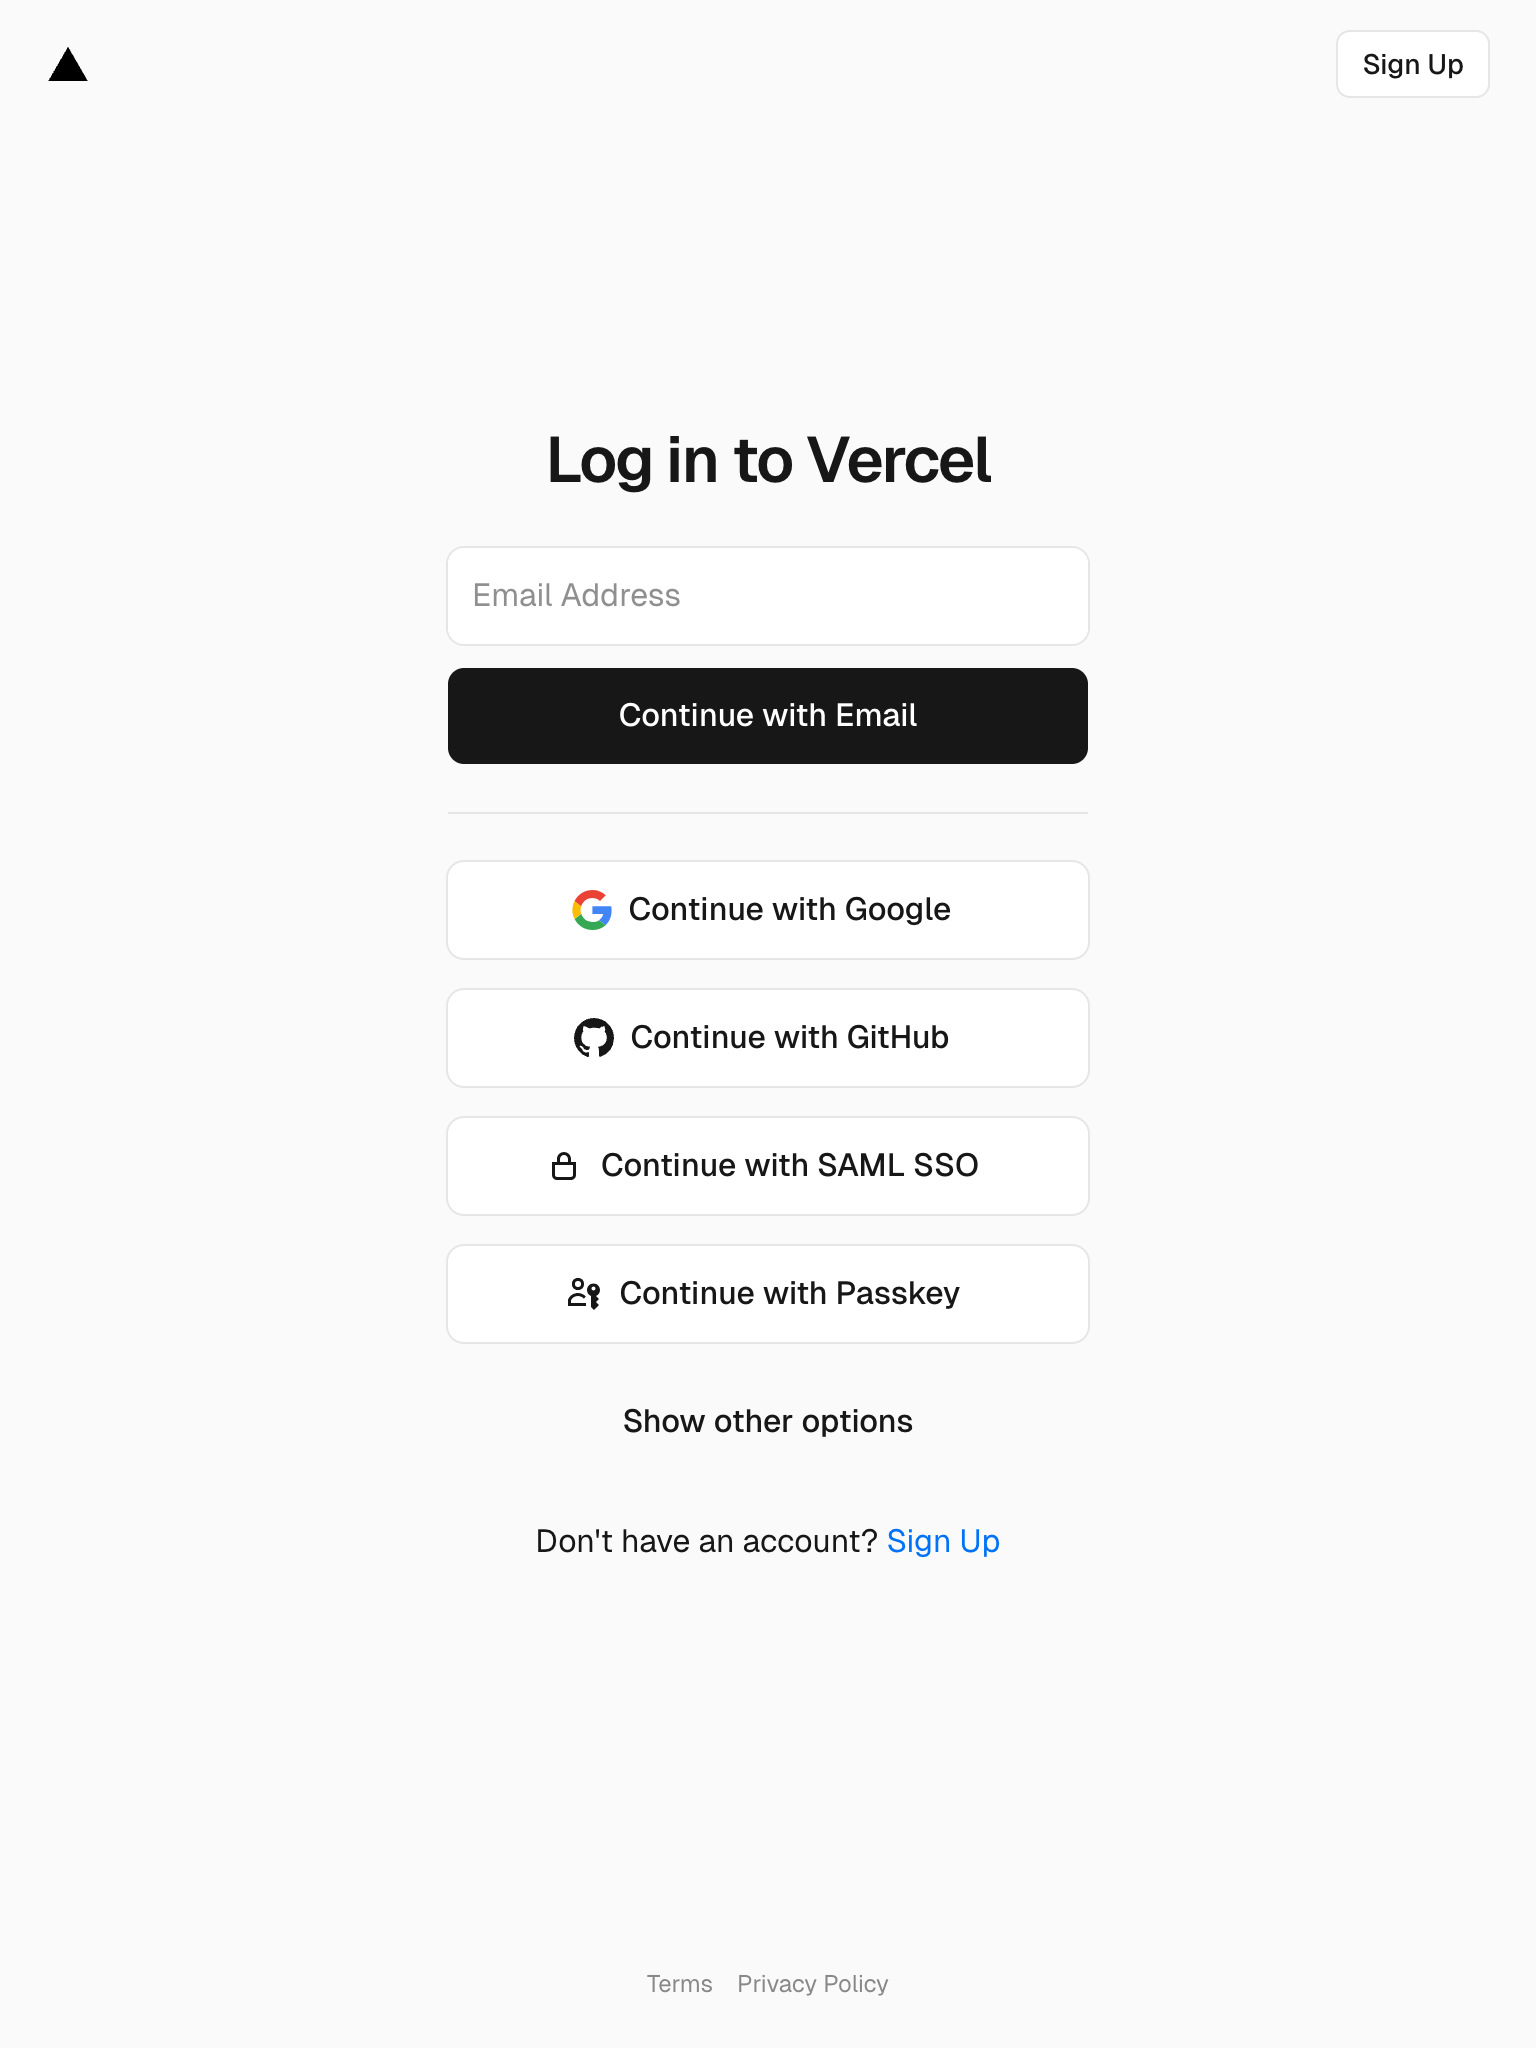 Sign Up
Log in to Vercel
Email Address
Continue with Email
Continue with Google
Continue with GitHub
Continue with SAML SSO
Continue with Passkey
Show other options
Don't have an account? Sign Up
Terms Privacy Policy